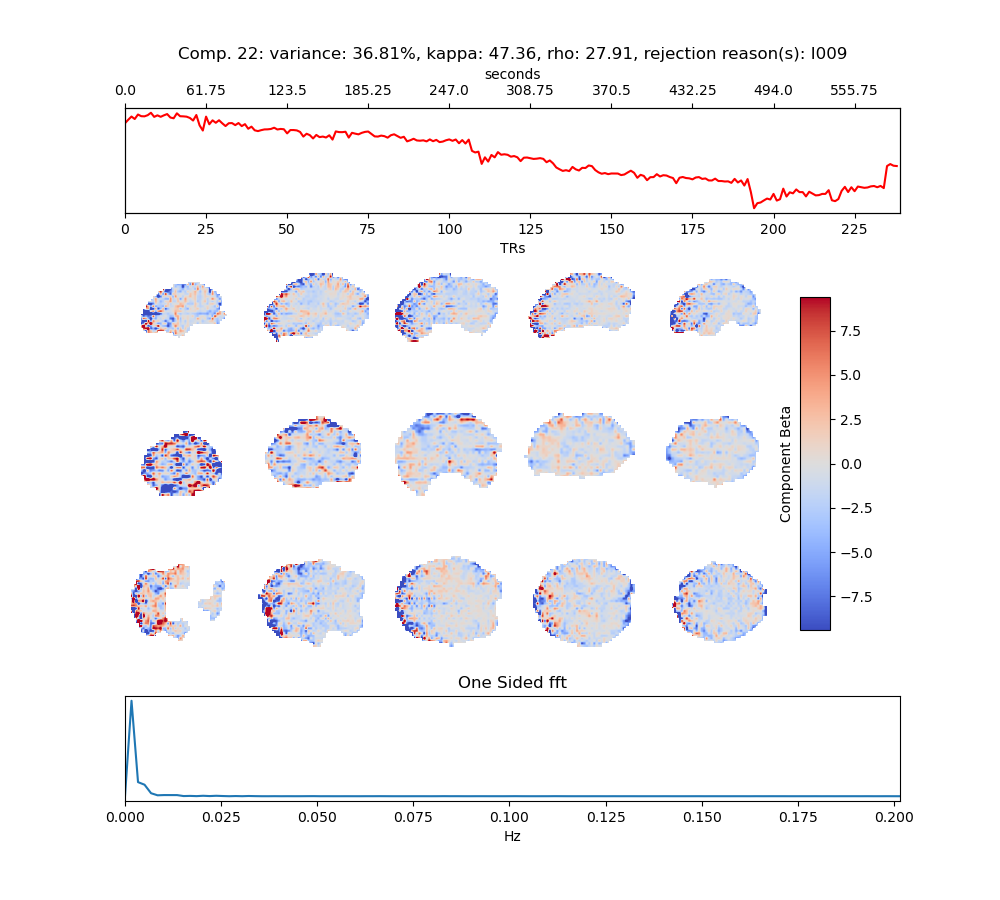 Comp. 22: variance: 36.81%, kappa: 47.36, rho: 27.91, rejection reason(s): I009
seconds
0.0 61.75 123.5 185.25 247.0 308.75 370.5 432.25 494.0 555.75
0 25 50 75 100 125 150 175 200 225
TRs
7.5
5.0
2.5
0.0
−2.5
−5.0
−7.5
Component Beta
One Sided fft
0.000 0.025 0.050 0.075 0.100 0.125 0.150 0.175 0.200
Hz